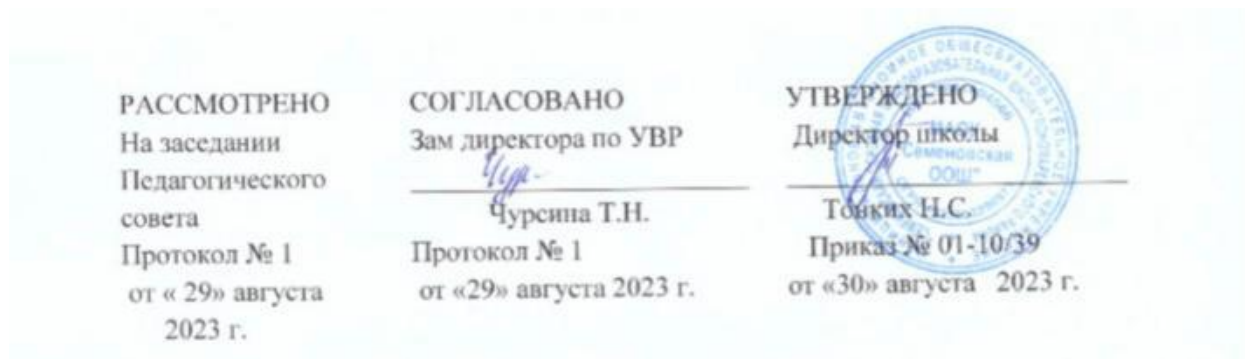 РАССМОТРЕНО
На заседании
Педагогического
совета
Протокол № 1
от « 29» августа
2023 г.
СОГЛАСОВАНО
Зам директора по УВР
Чурсина Т.Н.
Протокол № 1
от «29» августа 2023 г.
УТВЕРЖДЕНО
Директор школы
Тонких Н.С.
Приказ № 01-10/39
от «30» августа 2023 г.
Семеновская
ООШ"